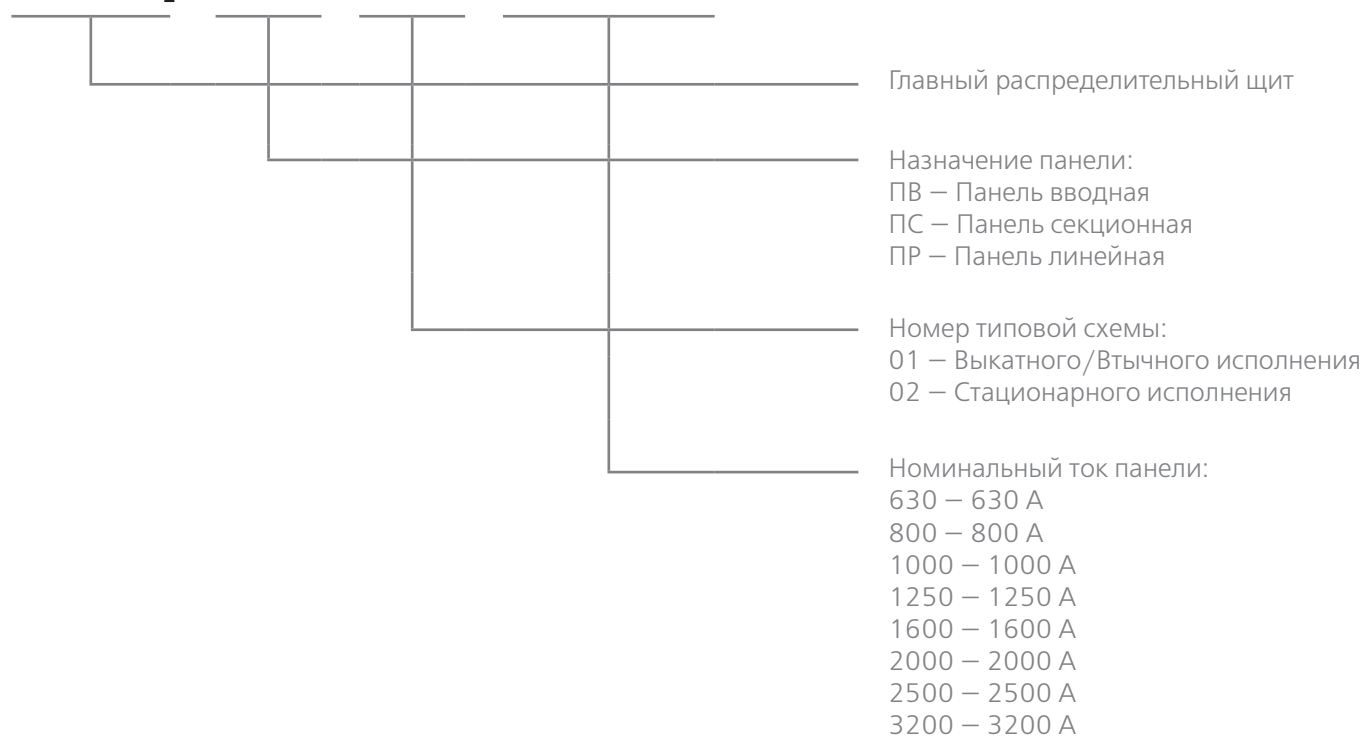 Главный распределительный щит
Назначение панели:
ПВ — Панель вводная
ПС — Панель секционная
ПР — Панель линейная
Номер типовой схемы:
01 — Выкатного/Втычного исполнения
02 — Стационарного исполнения
Номинальный ток панели:
630 — 630 А
800 — 800 А
1000 — 1000 А
1250 — 1250 А
1600 — 1600 А
2000 — 2000 А
2500 — 2500 А
3200 — 3200 А